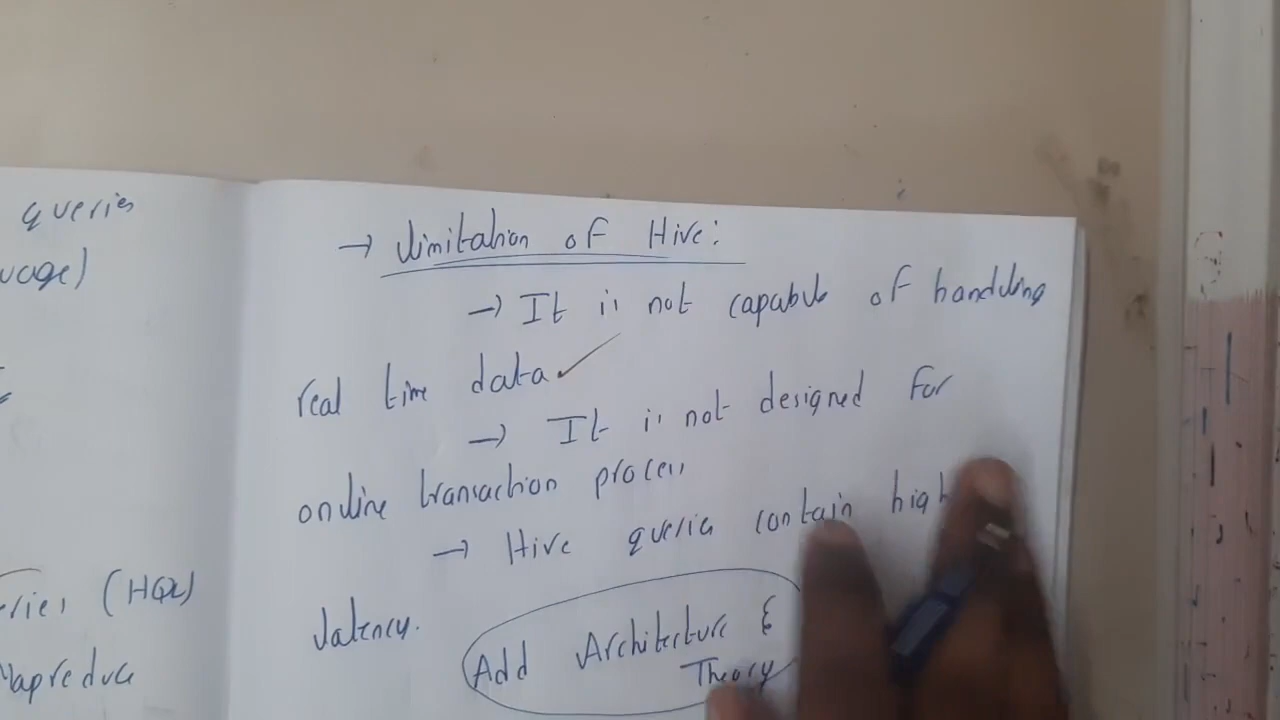 queries
uage)
eries (HQL)
Mapreduce
→ Limitation of Hive:
→ It is not capable of handling
real time data ✓
→ It is not designed for
online transaction process
→ Hive queries contain high
latency.
Add Architecture &
Theory